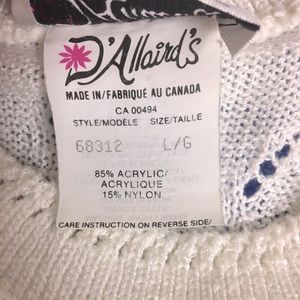 D'Allaird's
MADE IN/FABRIQUÉ AU CANADA
CA 00494
STYLE/MODÈLE SIZE/TAILLE
68312 L/G
85% ACRYLIC/
ACRYLIQUE
15% NYLON
CARE INSTRUCTION ON REVERSE SIDE/